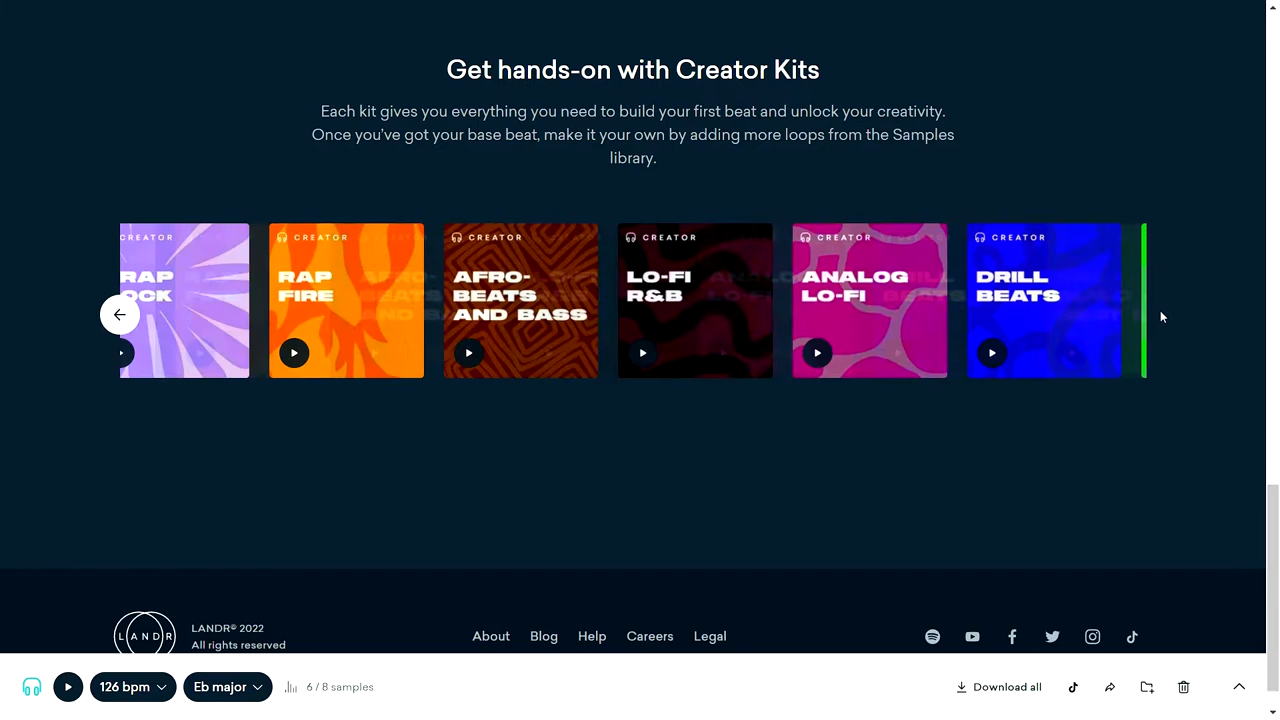 Get hands-on with Creator Kits
Each kit gives you everything you need to build your first beat and unlock your creativity.
Once you've got your base beat, make it your own by adding more loops from the Samples
library.
CREATOR
RAP
OCK
CREATOR
RAP
FIRE
CREATOR
AFRO-
BEATS
AND BASS
CREATOR
LO-FI
R&B
CREATOR
ANALOG
LO-FI
CREATOR
DRILL
BEATS
LANDR
LANDR© 2022
All rights reserved
About Blog Help Careers Legal
126 bpm
Eb major
6 / 8 samples
Download all